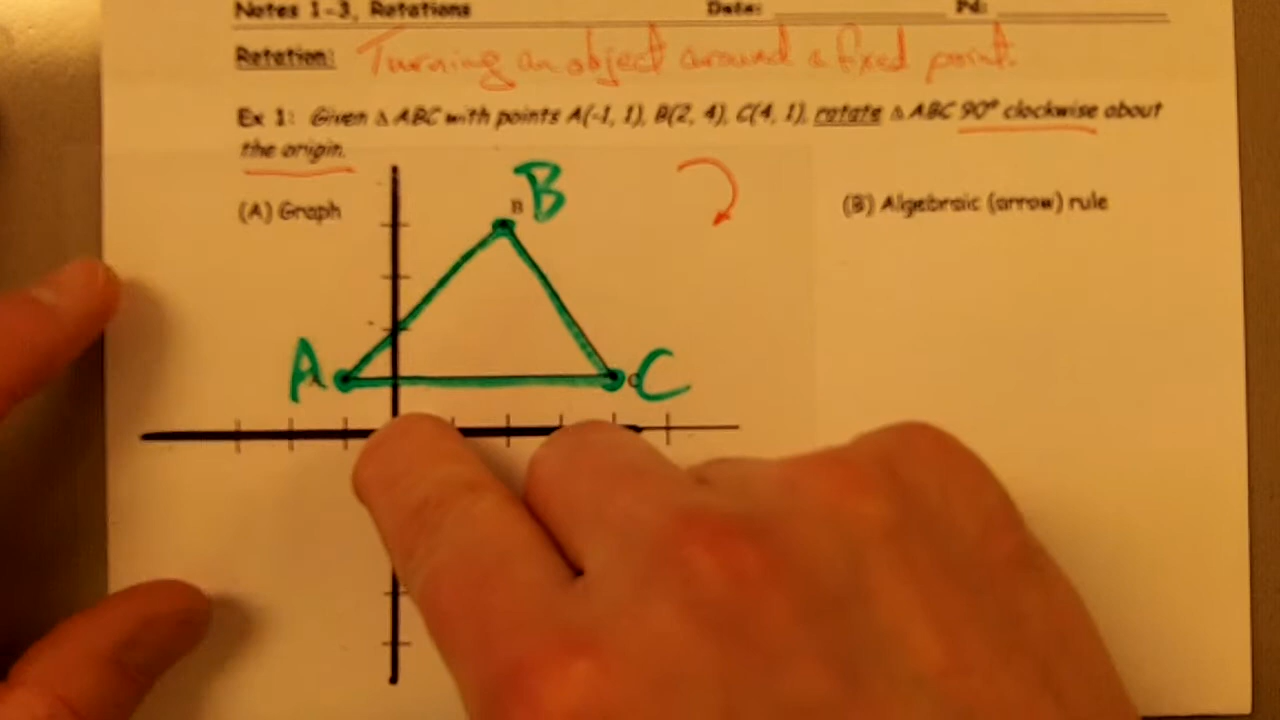 Notes 1-3, Rotations Date: Pd:
Rotation: Turning an object around a fixed point.
Ex 1: Given △ ABC with points A(-1, 1), B(2, 4), C(4, 1), rotate △ ABC 90° clockwise about
the origin.
(A) Graph (B) Algebraic (arrow) rule
B B
A C